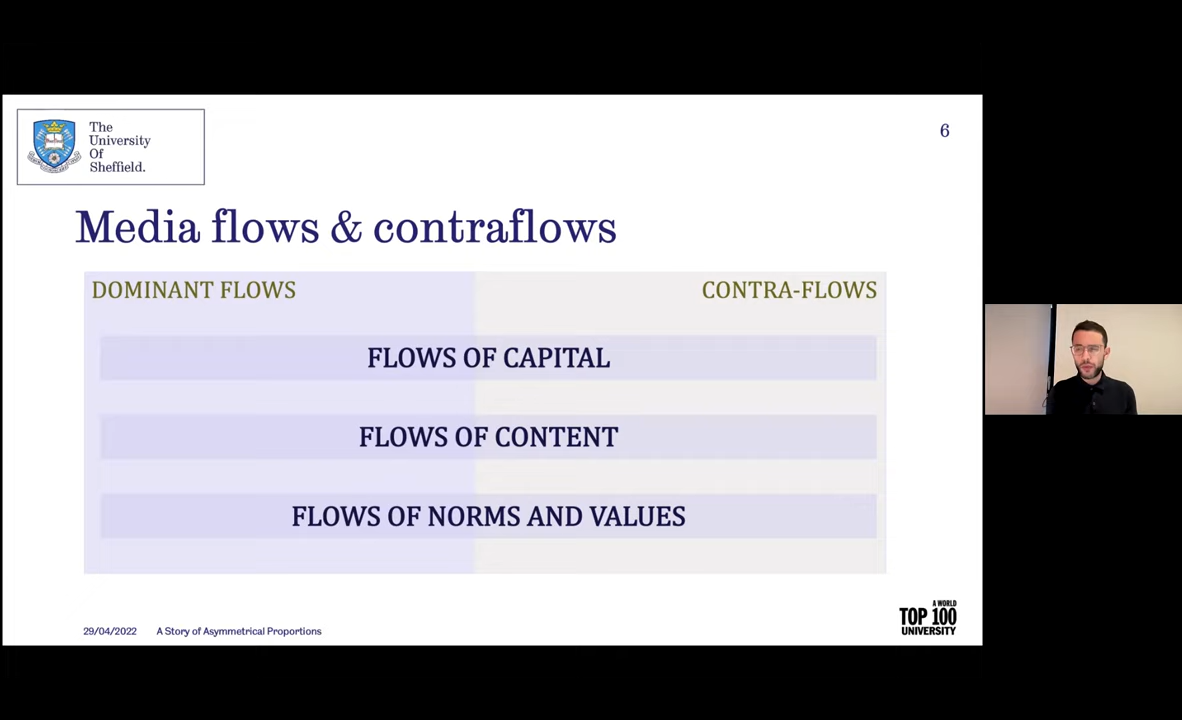 The
University
Of
Sheffield.
6
Media flows & contraflows
DOMINANT FLOWS
CONTRA-FLOWS
FLOWS OF CAPITAL
FLOWS OF CONTENT
FLOWS OF NORMS AND VALUES
29/04/2022
A Story of Asymmetrical Proportions
A WORLD
TOP 100
UNIVERSITY